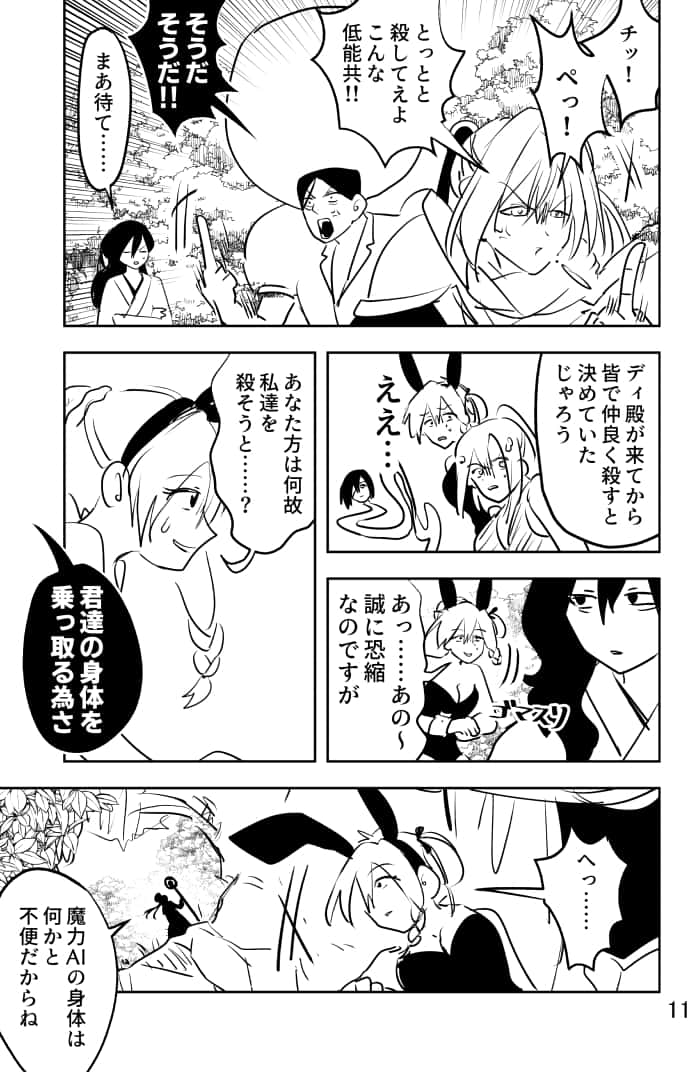 チッ！
ぺっ！
とっとと
殺してえよ
こんな
低能共!!
そうだ
そうだ!!
まあ待て……
ディ殿が来てから
皆で仲良く殺すと
決めていた
じゃろう
ええ…
あなた方は何故
私達を
殺そうと……?
君達の身体を
乗っ取る為さ
あっ……あの～
誠に恐縮
なのですが
ゴマスリ
へっ……
魔力AIの身体は
何かと
不便だからね
11